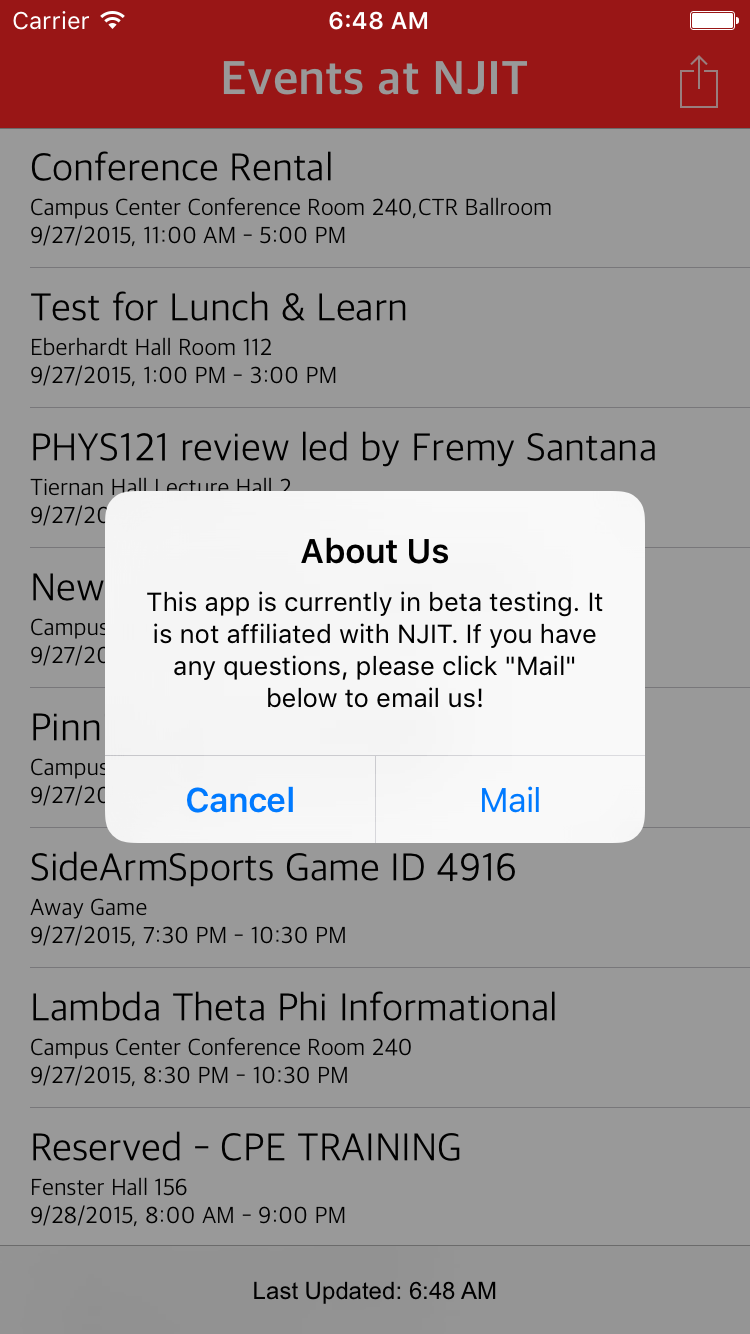 Carrier 6:48 AM
Events at NJIT
Conference Rental
Campus Center Conference Room 240,CTR Ballroom
9/27/2015, 11:00 AM - 5:00 PM
Test for Lunch & Learn
Eberhardt Hall Room 112
9/27/2015, 1:00 PM - 3:00 PM
PHYS121 review led by Fremy Santana
Tiernan Hall Lecture Hall 2
9/27/20
New
Campus
9/27/20
Pinn
Campus
9/27/20
About Us
This app is currently in beta testing. It
is not affiliated with NJIT. If you have
any questions, please click "Mail"
below to email us!
Cancel Mail
SideArmSports Game ID 4916
Away Game
9/27/2015, 7:30 PM - 10:30 PM
Lambda Theta Phi Informational
Campus Center Conference Room 240
9/27/2015, 8:30 PM - 10:30 PM
Reserved - CPE TRAINING
Fenster Hall 156
9/28/2015, 8:00 AM - 9:00 PM
Last Updated: 6:48 AM